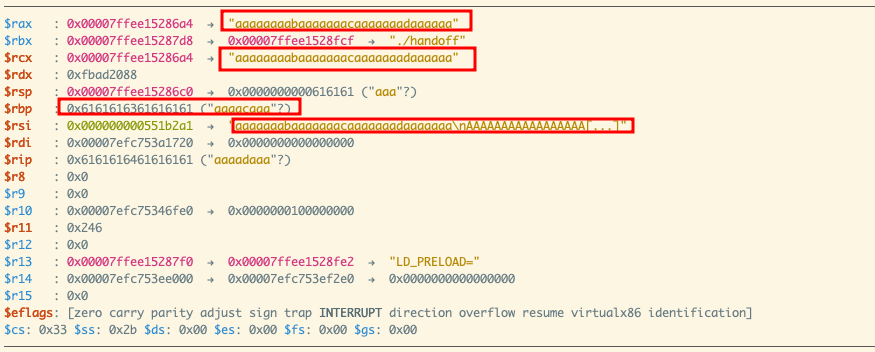 $rax : 0x00007ffee15286a4 → "aaaaaaaabaaaaaaacaaaaaaadaaaaaa"
$rbx : 0x00007ffee15287d8 → 0x00007ffee1528fcf → "./handoff"
$rcx : 0x00007ffee15286a4 → "aaaaaaaabaaaaaaacaaaaaaadaaaaaa"
$rdx : 0xfbad2088
$rsp : 0x00007ffee15286c0 → 0x0000000000616161 ("aaa"?)
$rbp : 0x6161616361616161 ("aaaacaaa"?)
$rsi : 0x000000000551b2a1 → "aaaaaaabaaaaaaacaaaaaaadaaaaaaa\nAAAAAAAAAAAAAAAAA[...]"
$rdi : 0x00007efc753a1720 → 0x0000000000000000
$rip : 0x6161616461616161 ("aaaadaaa"?)
$r8 : 0x0
$r9 : 0x0
$r10 : 0x00007efc75346fe0 → 0x0000000100000000
$r11 : 0x246
$r12 : 0x0
$r13 : 0x00007ffee15287f0 → 0x00007ffee1528fe2 → "LD_PRELOAD="
$r14 : 0x00007efc753ee000 → 0x00007efc753ef2e0 → 0x0000000000000000
$r15 : 0x0
$eflags: [zero carry parity adjust sign trap INTERRUPT direction overflow resume virtualx86 identification]
$cs: 0x33 $ss: 0x2b $ds: 0x00 $es: 0x00 $fs: 0x00 $gs: 0x00